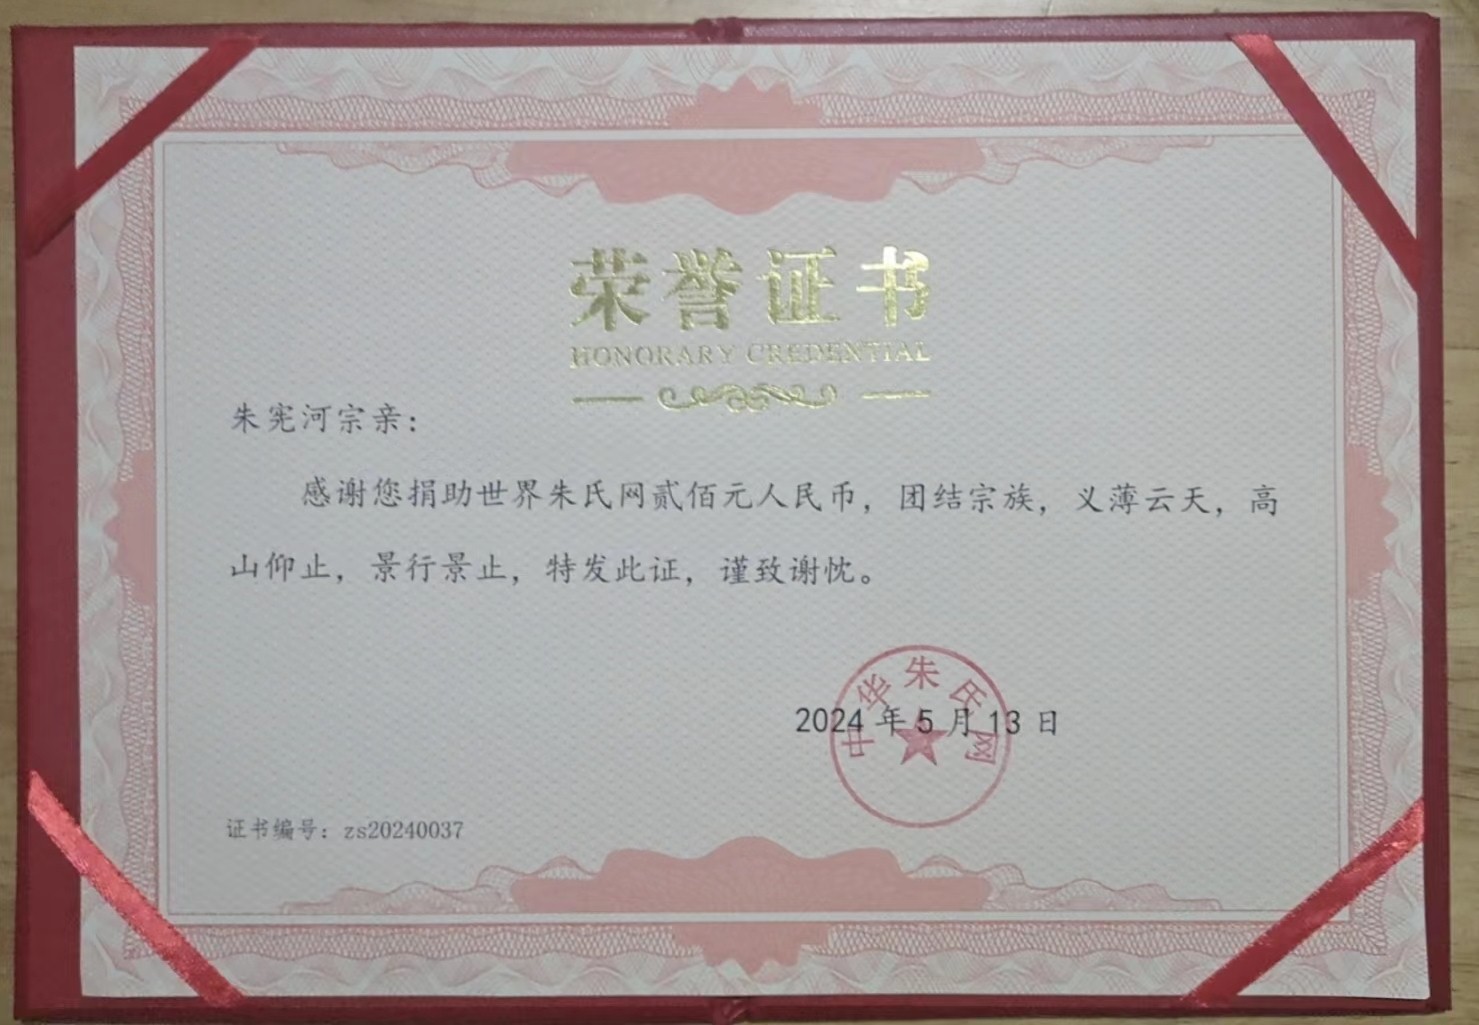 荣誉证书
HONORARY CREDENTIAL
朱宪河宗亲：
感谢您捐助世界朱氏网贰佰元人民币，团结宗族，义薄云天，高
山仰止，景行景止，特发此证，谨致谢忱。
中华朱氏网
2024 年 5 月 13 日
证书编号：zs20240037